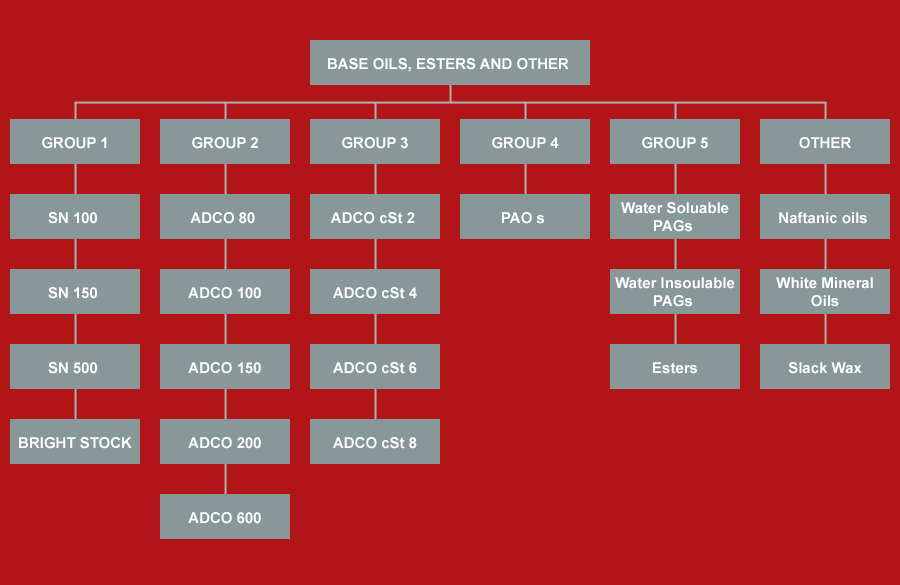 BASE OILS, ESTERS AND OTHER
GROUP 1
GROUP 2
GROUP 3
GROUP 4
GROUP 5
OTHER
SN 100
ADCO 80
ADCO cSt 2
PAO s
Water Soluable
PAGs
Naftanic oils
SN 150
ADCO 100
ADCO cSt 4
Water Insoulable
PAGs
White Mineral
Oils
SN 500
ADCO 150
ADCO cSt 6
Esters
Slack Wax
BRIGHT STOCK
ADCO 200
ADCO cSt 8
ADCO 600